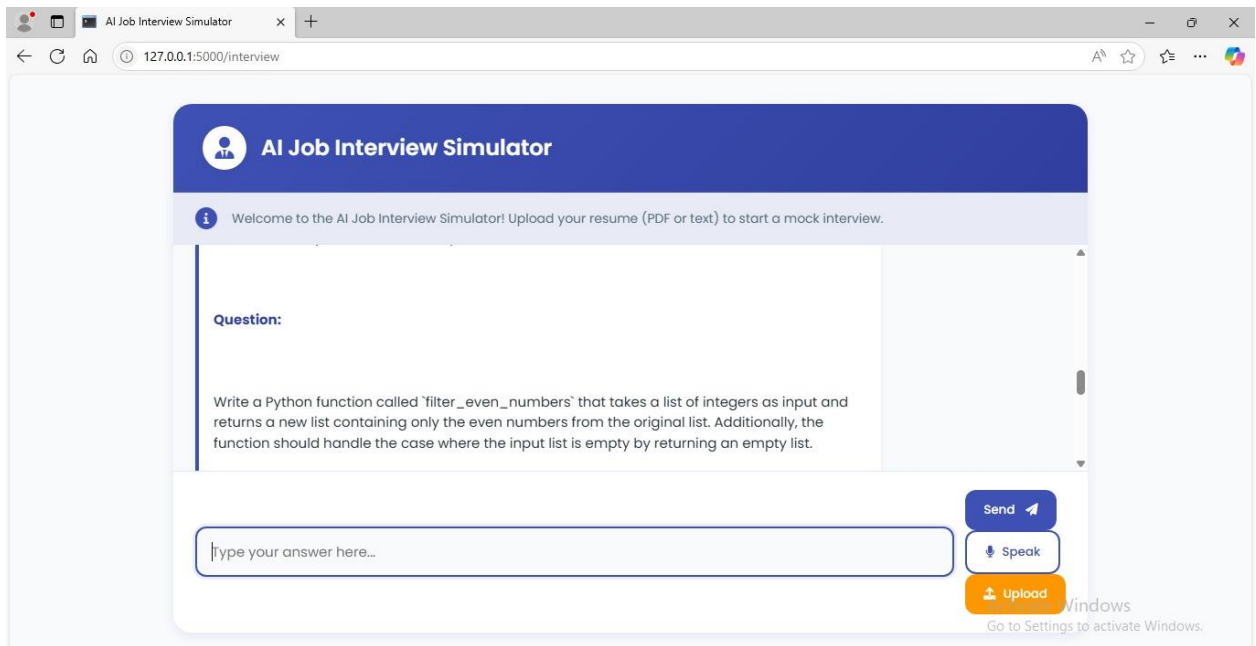 AI Job Interview Simulator
127.0.0.1:5000/interview
AI Job Interview Simulator
Welcome to the AI Job Interview Simulator! Upload your resume (PDF or text) to start a mock interview.
Question:
Write a Python function called `filter_even_numbers` that takes a list of integers as input and
returns a new list containing only the even numbers from the original list. Additionally, the
function should handle the case where the input list is empty by returning an empty list.
Send
Type your answer here...
Speak
Upload
Windows
Go to Settings to activate Windows.